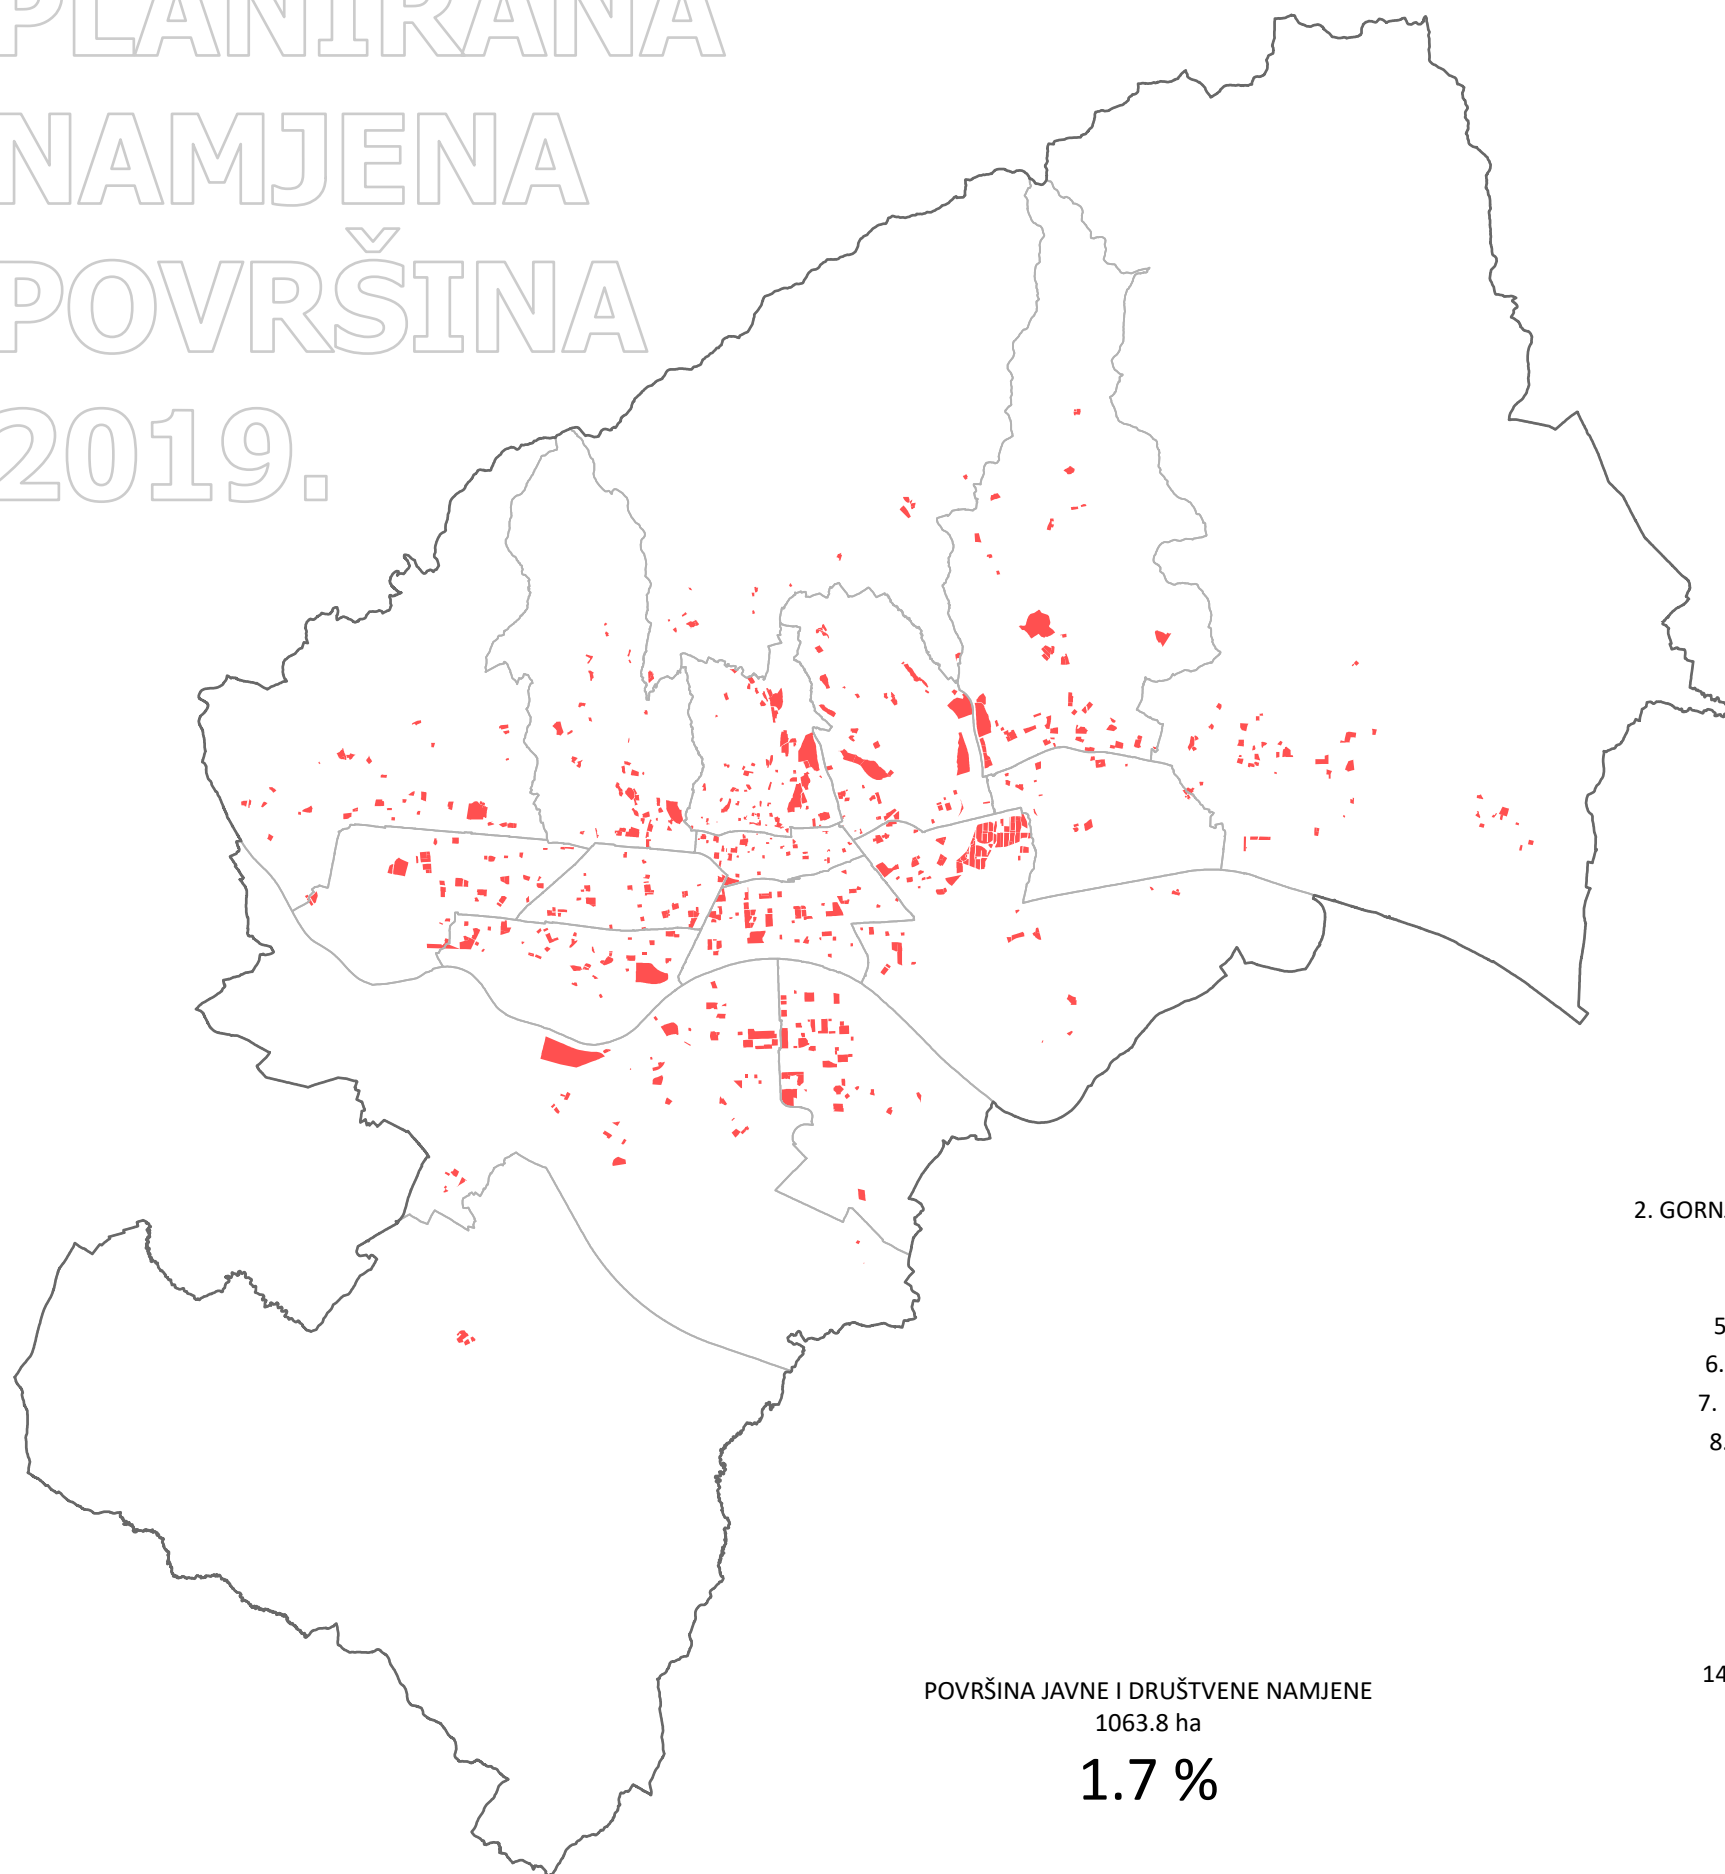 PLANIRANA
NAMJENA
POVRŠINA
2019.
2. GORN
5
6.
7.
8.
14
POVRŠINA JAVNE I DRUŠTVENE NAMJENE
1063.8 ha
1.7 %